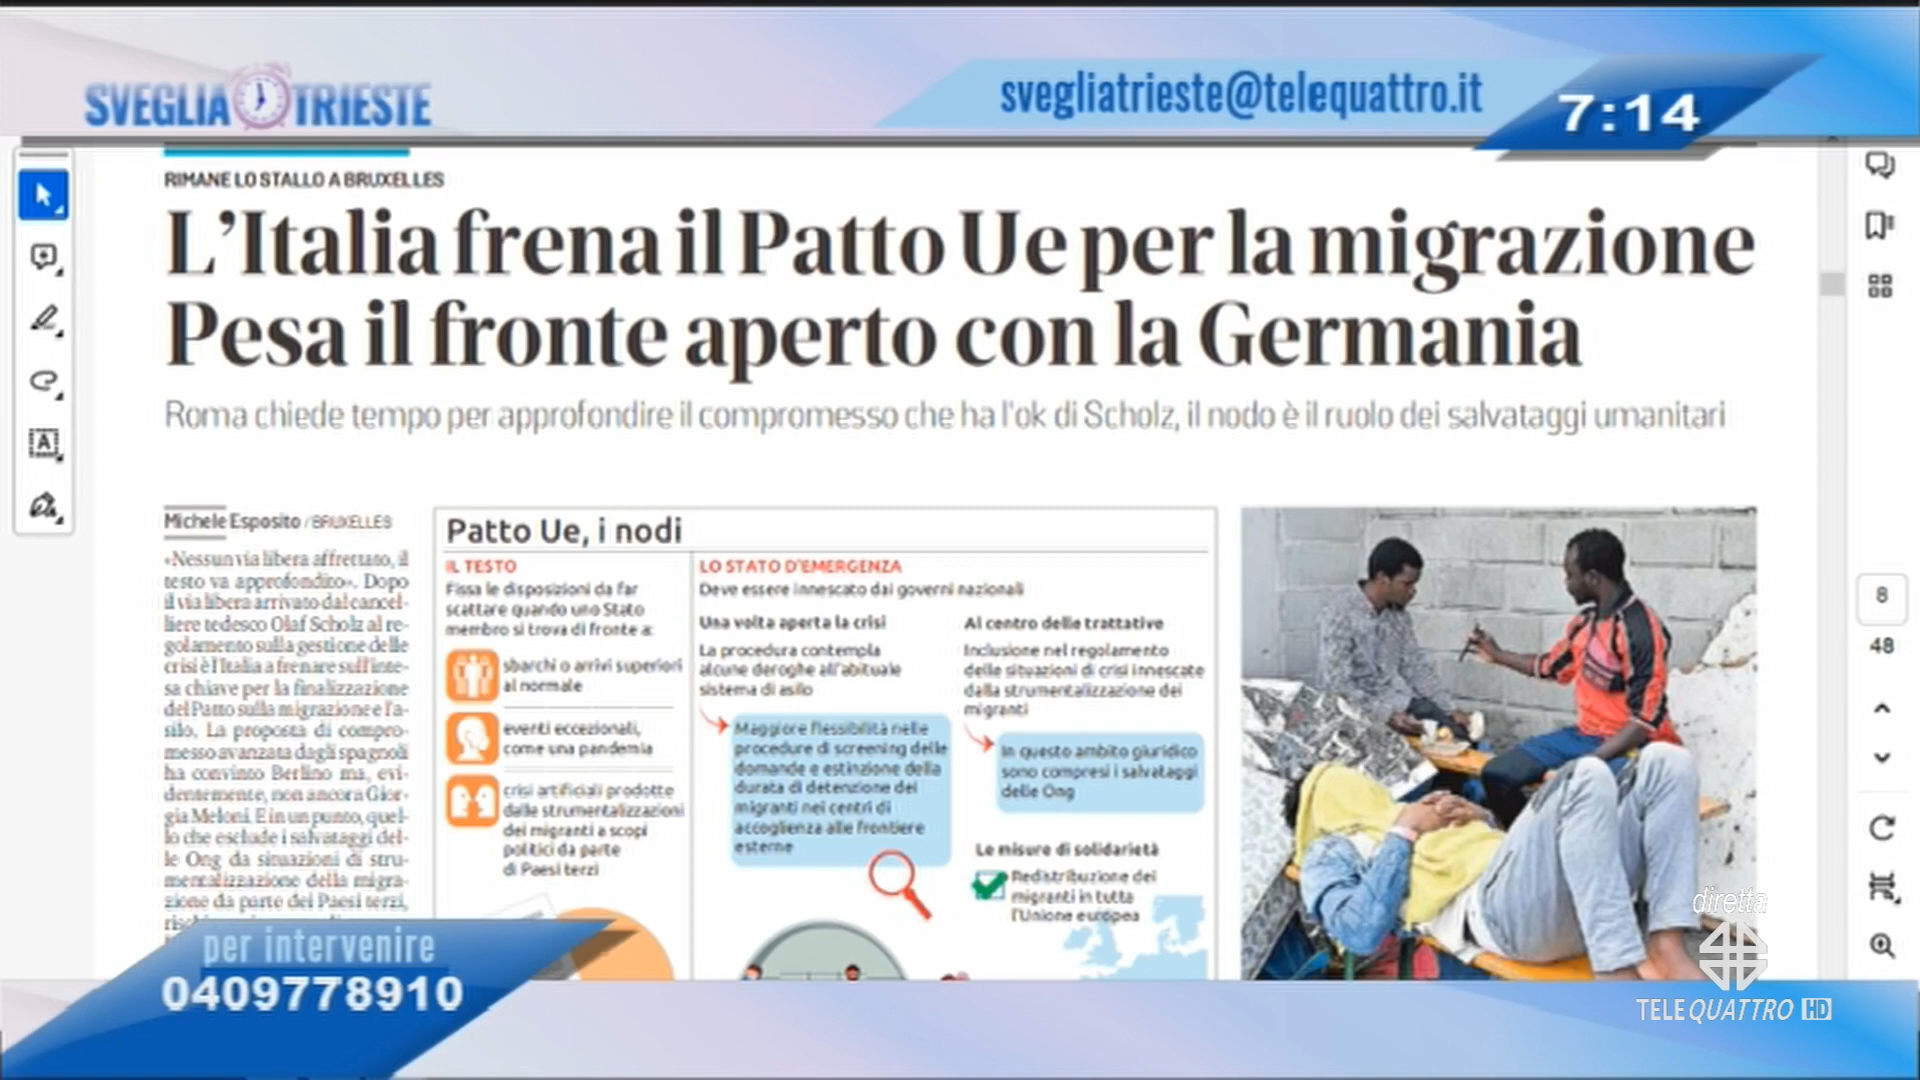 SVEGLIA TRIESTE
svegliatrieste@telequattro.it
7:14
RIMANE LO STALLO A BRUXELLES
L'Italia frena il Patto Ue per la migrazione
Pesa il fronte aperto con la Germania
Roma chiede tempo per approfondire il compromesso che ha l'ok di Scholz, il nodo è il ruolo dei salvataggi umanitari
Michele Esposito / BRUXELLES
«Nessun via libera affrettato, il
testo va approfondito». Dopo
il via libera arrivato dal cancel-
liere tedesco Olaf Scholz al re-
golamento sulla gestione delle
crisi è l'Italia a frenare sull'inte-
sa chiave per la finalizzazione
del Patto sulla migrazione e l'a-
silo. La proposta di compro-
messo avanzata dagli spagnoli
ha convinto Berlino ma, evi-
dentemente, non ancora Gior-
gia Meloni. E in un punto, quel-
lo che esclude i salvataggi del-
le Ong da situazioni di stru-
mentalizzazione della migra-
zione da parte dei Paesi terzi,
Patto Ue, i nodi
IL TESTO
Fissa le disposizioni da far
scattare quando uno Stato
membro si trova di fronte a:
sbarchi o arrivi superiori
al normale
eventi eccezionali,
come una pandemia
crisi artificiali prodotte
dalle strumentalizzazioni
dei migranti a scopi
politici da parte
di Paesi terzi
LO STATO D'EMERGENZA
Deve essere innescato dai governi nazionali
Una volta aperta la crisi
La procedura contempla
alcune deroghe all'abituale
sistema di asilo
Maggiore flessibilità nelle
procedure di screening delle
domande e estinzione della
durata di detenzione dei
migranti nei centri di
accoglienza alle frontiere
esterne
Al centro delle trattative
Inclusione nel regolamento
delle situazioni di crisi innescate
dalla strumentalizzazione dei
migranti
In questo ambito giuridico
sono compresi i salvataggi
delle Ong
Le misure di solidarietà
Redistribuzione dei
migranti in tutta
l'Unione europea
8
48
per intervenire
0409778910
diretta
TELEQUATTRO HD